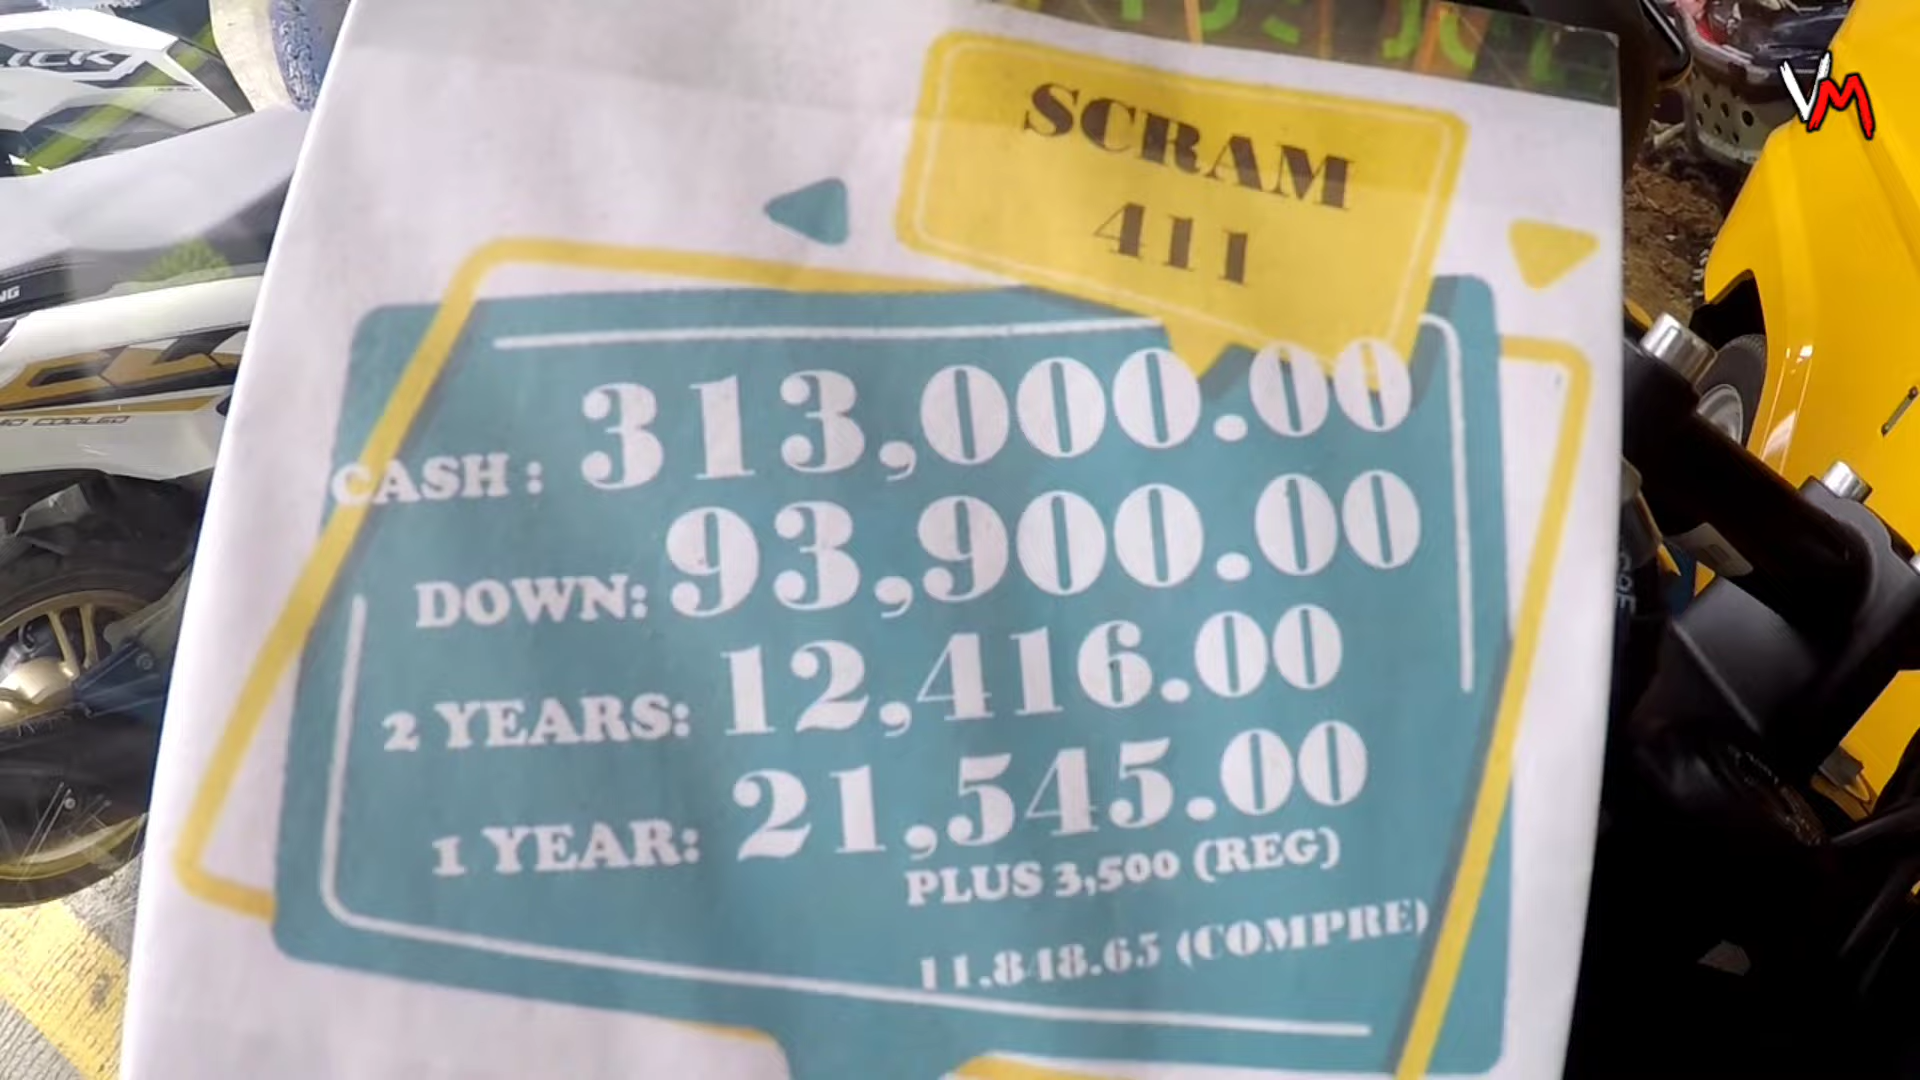 SCRAM
411
CASH : 313,000.00
DOWN: 93,900.00
2 YEARS: 12,416.00
1 YEAR: 21,545.00
PLUS 3,500 (REG)
11,848.65 (COMPRE)
VM